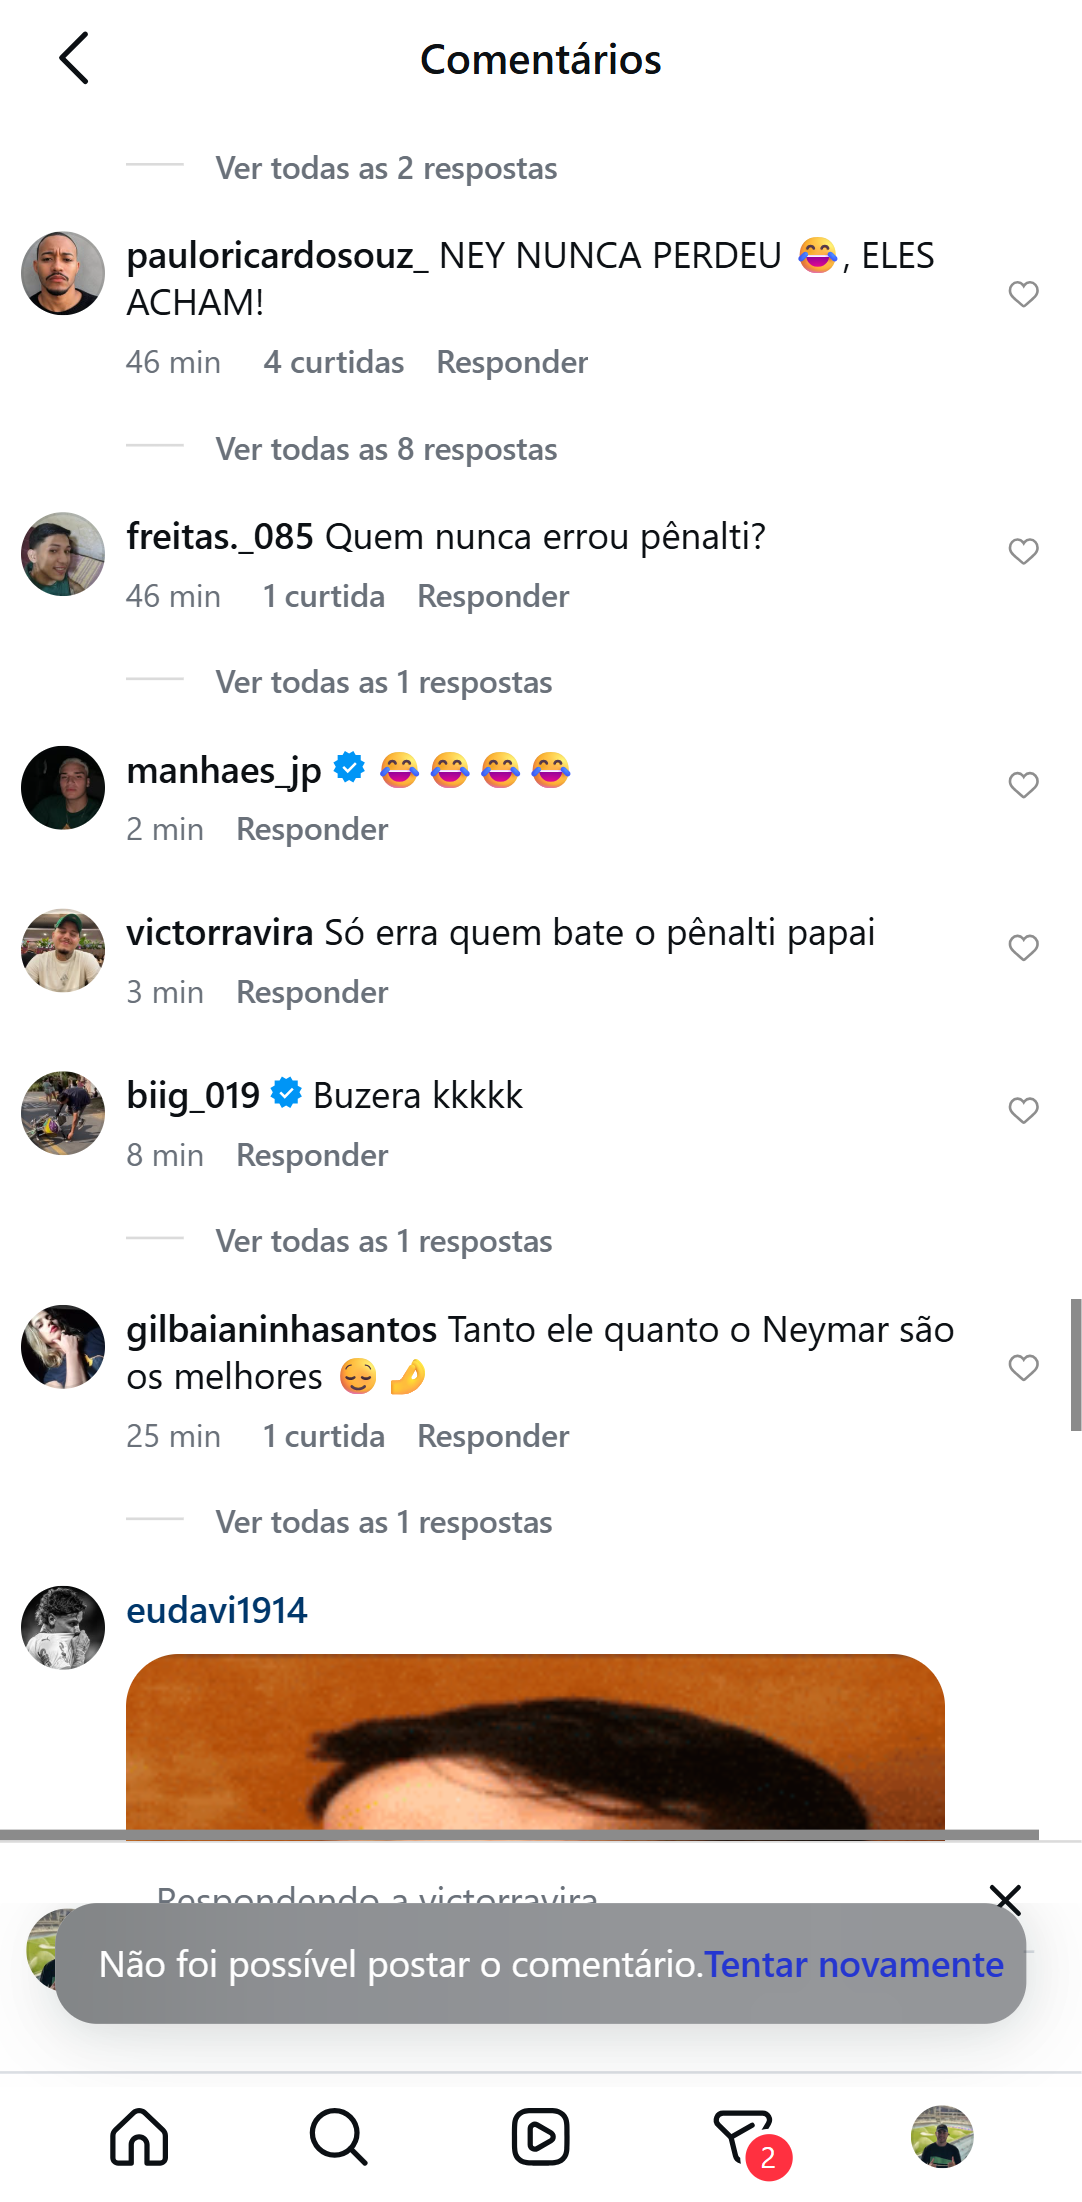 Comentários
Ver todas as 2 respostas
pauloricardosouz_ NEY NUNCA PERDEU 😂, ELES
ACHAM!
46 min 4 curtidas Responder
Ver todas as 8 respostas
freitas._085 Quem nunca errou pênalti?
46 min 1 curtida Responder
Ver todas as 1 respostas
manhaes_jp 😂😂😂😂
2 min Responder
victorravira Só erra quem bate o pênalti papai
3 min Responder
biig_019 Buzera kkkkk
8 min Responder
Ver todas as 1 respostas
gilbaianinhasantos Tanto ele quanto o Neymar são
os melhores 😌🤌
25 min 1 curtida Responder
Ver todas as 1 respostas
eudavi1914
Respondendo a victorravira
Não foi possível postar o comentário.Tentar novamente
2